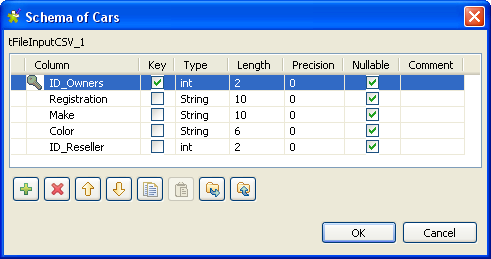 Schema of Cars
tFileInputCSV_1
Column Key Type Length Precision Nullable Comment
ID_Owners int 2 0
Registration String 10 0
Make String 10 0
Color String 6 0
ID_Reseller int 2 0
OK Cancel